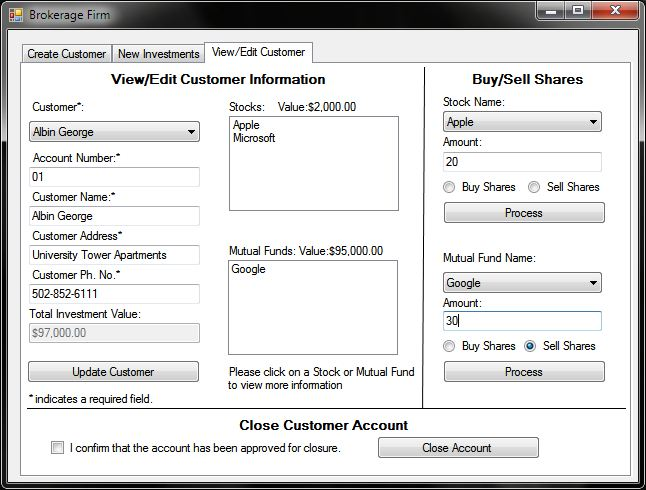 Brokerage Firm
Create Customer
New Investments
View/Edit Customer
View/Edit Customer Information
Customer*:
Albin George
Account Number:*
01
Customer Name:*
Albin George
Customer Address*
University Tower Apartments
Customer Ph. No.*
502-852-6111
Total Investment Value:
$97,000.00
Update Customer
* indicates a required field.
Stocks: Value:$2,000.00
Apple
Microsoft
Mutual Funds: Value:$95,000.00
Google
Please click on a Stock or Mutual Fund
to view more information
Buy/Sell Shares
Stock Name:
Apple
Amount:
20
Buy Shares Sell Shares
Process
Mutual Fund Name:
Google
Amount:
30
Buy Shares Sell Shares
Process
Close Customer Account
I confirm that the account has been approved for closure.
Close Account